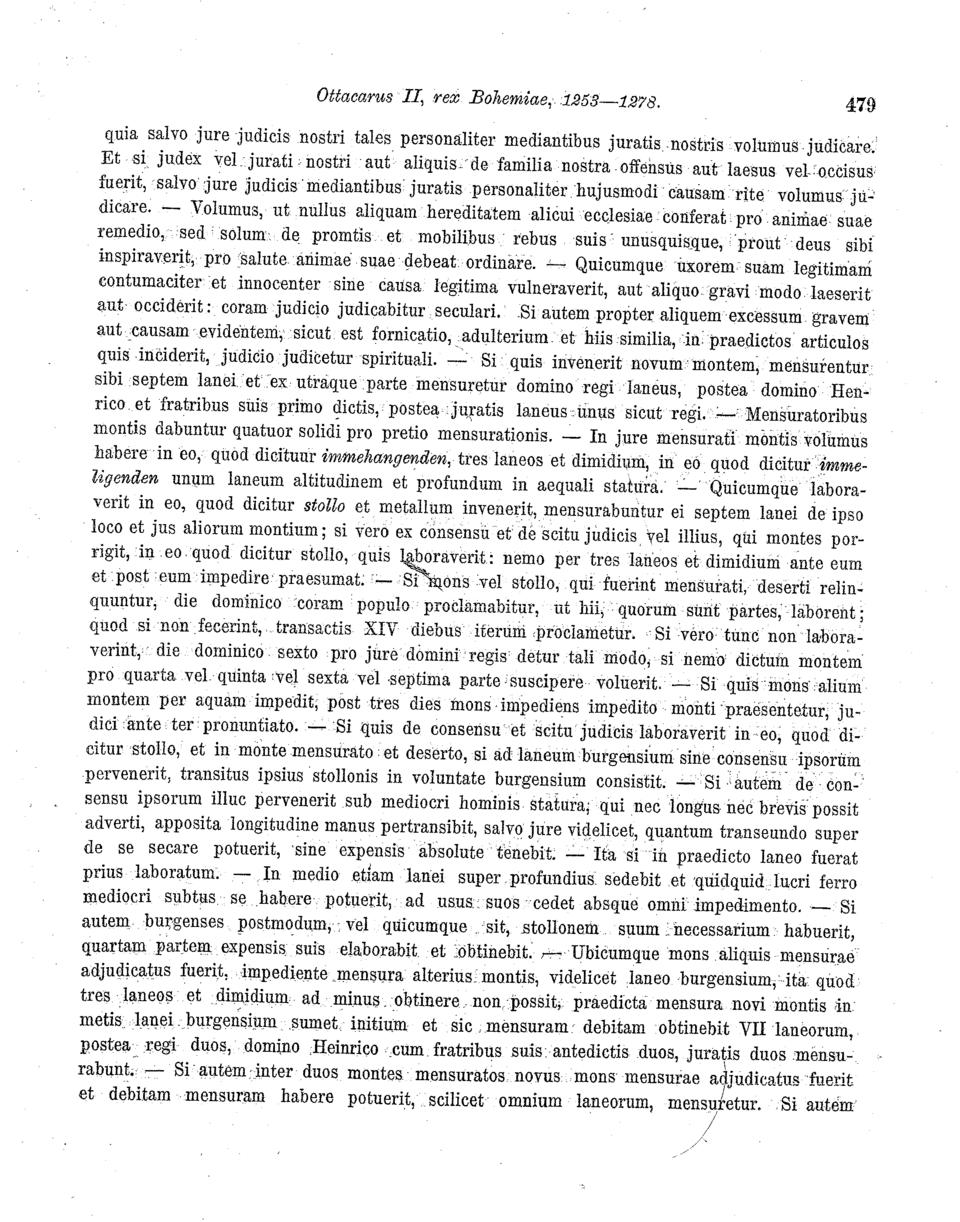 Ottacarus II, rex Bohemiae, 1253—1278.
479
quia salvo jure judicis nostri tales personaliter mediantibus juratis nostris volumus judicare.
Et si judex vel jurati nostri aut aliquis de familia nostra offensus aut laesus vel occisus
fuerit, salvo jure judicis mediantibus juratis personaliter hujusmodi causam rite volumus ju-
dicare. — Volumus, ut nullus aliquam hereditatem alicui ecclesiae conferat pro animae suae
remedio, sed solum de promtis et mobilibus rebus suis unusquisque, prout deus sibi
inspiraverit, pro salute animae suae debeat ordinare. — Quicumque uxorem suam legitimam
contumaciter et innocenter sine causa legitima vulneraverit, aut aliquo gravi modo laeserit
aut occiderit: coram judicio judicabitur seculari. Si autem propter aliquem excessum gravem
aut causam evidentem, sicut est fornicatio, adulterium et hiis similia, in praedictos articulos
quis inciderit, judicio judicetur spirituali. — Si quis invenerit novum montem, mensurentur
sibi septem lanei et ex utraque parte mensuretur domino regi laneus, postea domino Hen-
rico et fratribus suis primo dictis, postea juratis laneus unus sicut regi. — Mensuratoribus
montis dabuntur quatuor solidi pro pretio mensurationis. — In jure mensurati montis volumus
habere in eo, quod dicituur immehangenden, tres laneos et dimidium, in eo quod dicitur imme-
ligenden unum laneum altitudinem et profundum in aequali statura. — Quicumque labora-
verit in eo, quod dicitur stollo et metallum invenerit, mensurabuntur ei septem lanei de ipso
loco et jus aliorum montium; si vero ex consensu et de scitu judicis vel illius, qui montes por-
rigit, in eo quod dicitur stollo, quis laboraverit: nemo per tres laneos et dimidium ante eum
et post eum impedire praesumat. — Si mons vel stollo, qui fuerint mensurati, deserti relin-
quuntur, die dominico coram populo proclamabitur, ut hii, quorum sunt partes, laborent;
quod si non fecerint, transactis XIV diebus iterum proclametur. Si vero tunc non labora-
verint, die dominico sexto pro jure domini regis detur tali modo, si nemo dictum montem
pro quarta vel quinta vel sexta vel septima parte suscipere voluerit. — Si quis mons alium
montem per aquam impedit, post tres dies mons impediens impedito monti praesentetur, ju-
dici ante ter pronuntiato. — Si quis de consensu et scitu judicis laboraverit in eo, quod di-
citur stollo, et in monte mensurato et deserto, si ad laneum burgensium sine consensu ipsorum
pervenerit, transitus ipsius stollonis in voluntate burgensium consistit. — Si autem de con-
sensu ipsorum illuc pervenerit sub mediocri hominis statura, qui nec longus nec brevis possit
adverti, apposita longitudine manus pertransibit, salvo jure videlicet, quantum transeundo super
de se secare potuerit, sine expensis absolute tenebit. — Ita si in praedicto laneo fuerat
prius laboratum. — In medio etiam lanei super profundius sedebit et quidquid lucri ferro
mediocri subtus se habere potuerit, ad usus suos cedet absque omni impedimento. — Si
autem burgenses postmodum, vel quicumque sit, stollonem suum necessarium habuerit,
quartam partem expensis suis elaborabit et obtinebit. — Ubicumque mons aliquis mensurae
adjudicatus fuerit, impediente mensura alterius montis, videlicet laneo burgensium, ita quod
tres laneos et dimidium ad minus obtinere non possit, praedicta mensura novi montis in
metis lanei burgensium sumet initium et sic mensuram debitam obtinebit VII laneorum,
postea regi duos, domino Heinrico cum fratribus suis antedictis duos, juratis duos mensu-
rabunt. — Si autem inter duos montes mensuratos novus mons mensurae adjudicatus fuerit
et debitam mensuram habere potuerit, scilicet omnium laneorum, mensuretur. Si autem